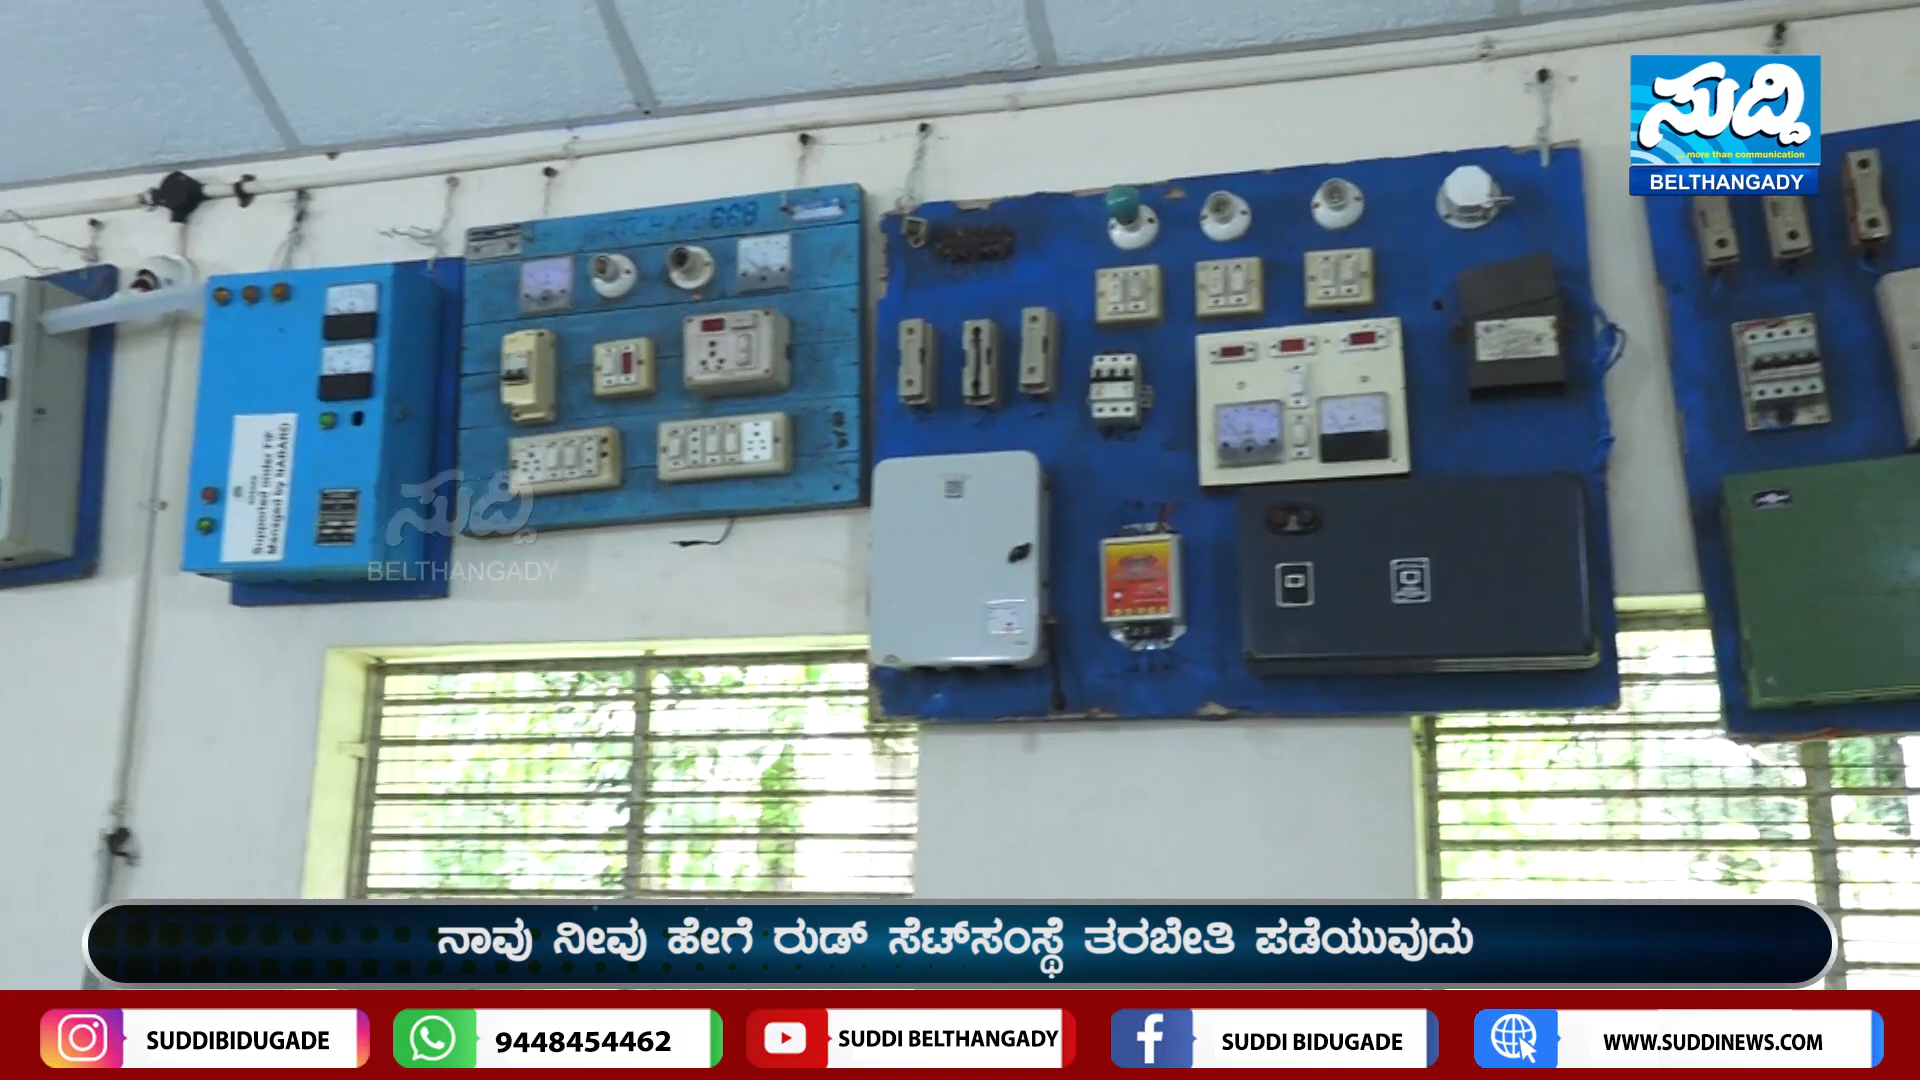 ಸುದ್ದಿ
... more than communication
BELTHANGADY
Supported under FIF
Managed by NABARD
ಸುದ್ದಿ
BELTHANGADY
ನಾವು ನೀವು ಹೇಗೆ ರುಡ್ ಸೆಟ್‌ಸಂಸ್ಥೆ ತರಬೇತಿ ಪಡೆಯುವುದು
SUDDIBIDUGADE
9448454462
SUDDI BELTHANGADY
SUDDI BIDUGADE
WWW.SUDDINEWS.COM